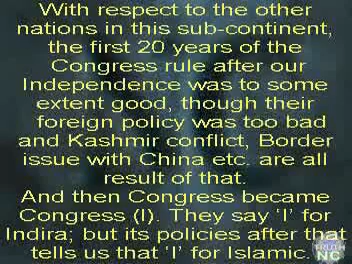 With respect to the other
nations in this sub-continent,
the first 20 years of the
Congress rule after our
Independence was to some
extent good, though their
foreign policy was too bad
and Kashmir conflict, Border
issue with China etc. are all
result of that.
And then Congress became
Congress (I). They say 'I' for
Indira; but its policies after that
tells us that 'I' for Islamic.
TRUTH
NC